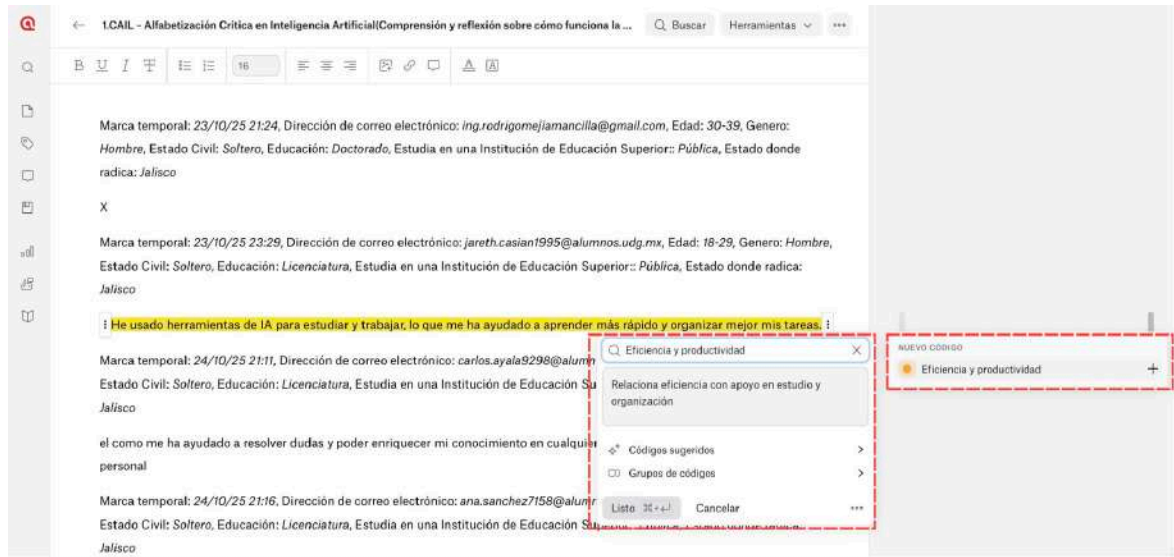 1.CAIL - Alfabetización Crítica en Inteligencia Artificial(Comprensión y reflexión sobre cómo funciona la ...
Buscar
Herramientas
B U I T
16
Marca temporal: 23/10/25 21:24, Dirección de correo electrónico: ing.rodrigomejiamancilla@gmail.com, Edad: 30-39, Genero:
Hombre, Estado Civil: Soltero, Educación: Doctorado, Estudia en una Institución de Educación Superior:: Pública, Estado donde
radica: Jalisco
X
Marca temporal: 23/10/25 23:29, Dirección de correo electrónico: jareth.casian1995@alumnos.udg.mx, Edad: 18-29, Genero: Hombre,
Estado Civil: Soltero, Educación: Licenciatura, Estudia en una Institución de Educación Superior:: Pública, Estado donde radica:
Jalisco
He usado herramientas de IA para estudiar y trabajar, lo que me ha ayudado a aprender más rápido y organizar mejor mis tareas.
Marca temporal: 24/10/25 21:11, Dirección de correo electrónico: carlos.ayala9298@alumn
Estado Civil: Soltero, Educación: Licenciatura, Estudia en una Institución de Educación Su
Jalisco
el como me ha ayudado a resolver dudas y poder enriquecer mi conocimiento en cualquier
personal
Marca temporal: 24/10/25 21:16, Dirección de correo electrónico: ana.sanchez7158@alumn
Estado Civil: Soltero, Educación: Licenciatura, Estudia en una Institución de Educación
Jalisco
Eficiencia y productividad
Relaciona eficiencia con apoyo en estudio y
organización
Códigos sugeridos
Grupos de códigos
Listo ⌘+↵ Cancelar
NUEVO CÓDIGO
Eficiencia y productividad